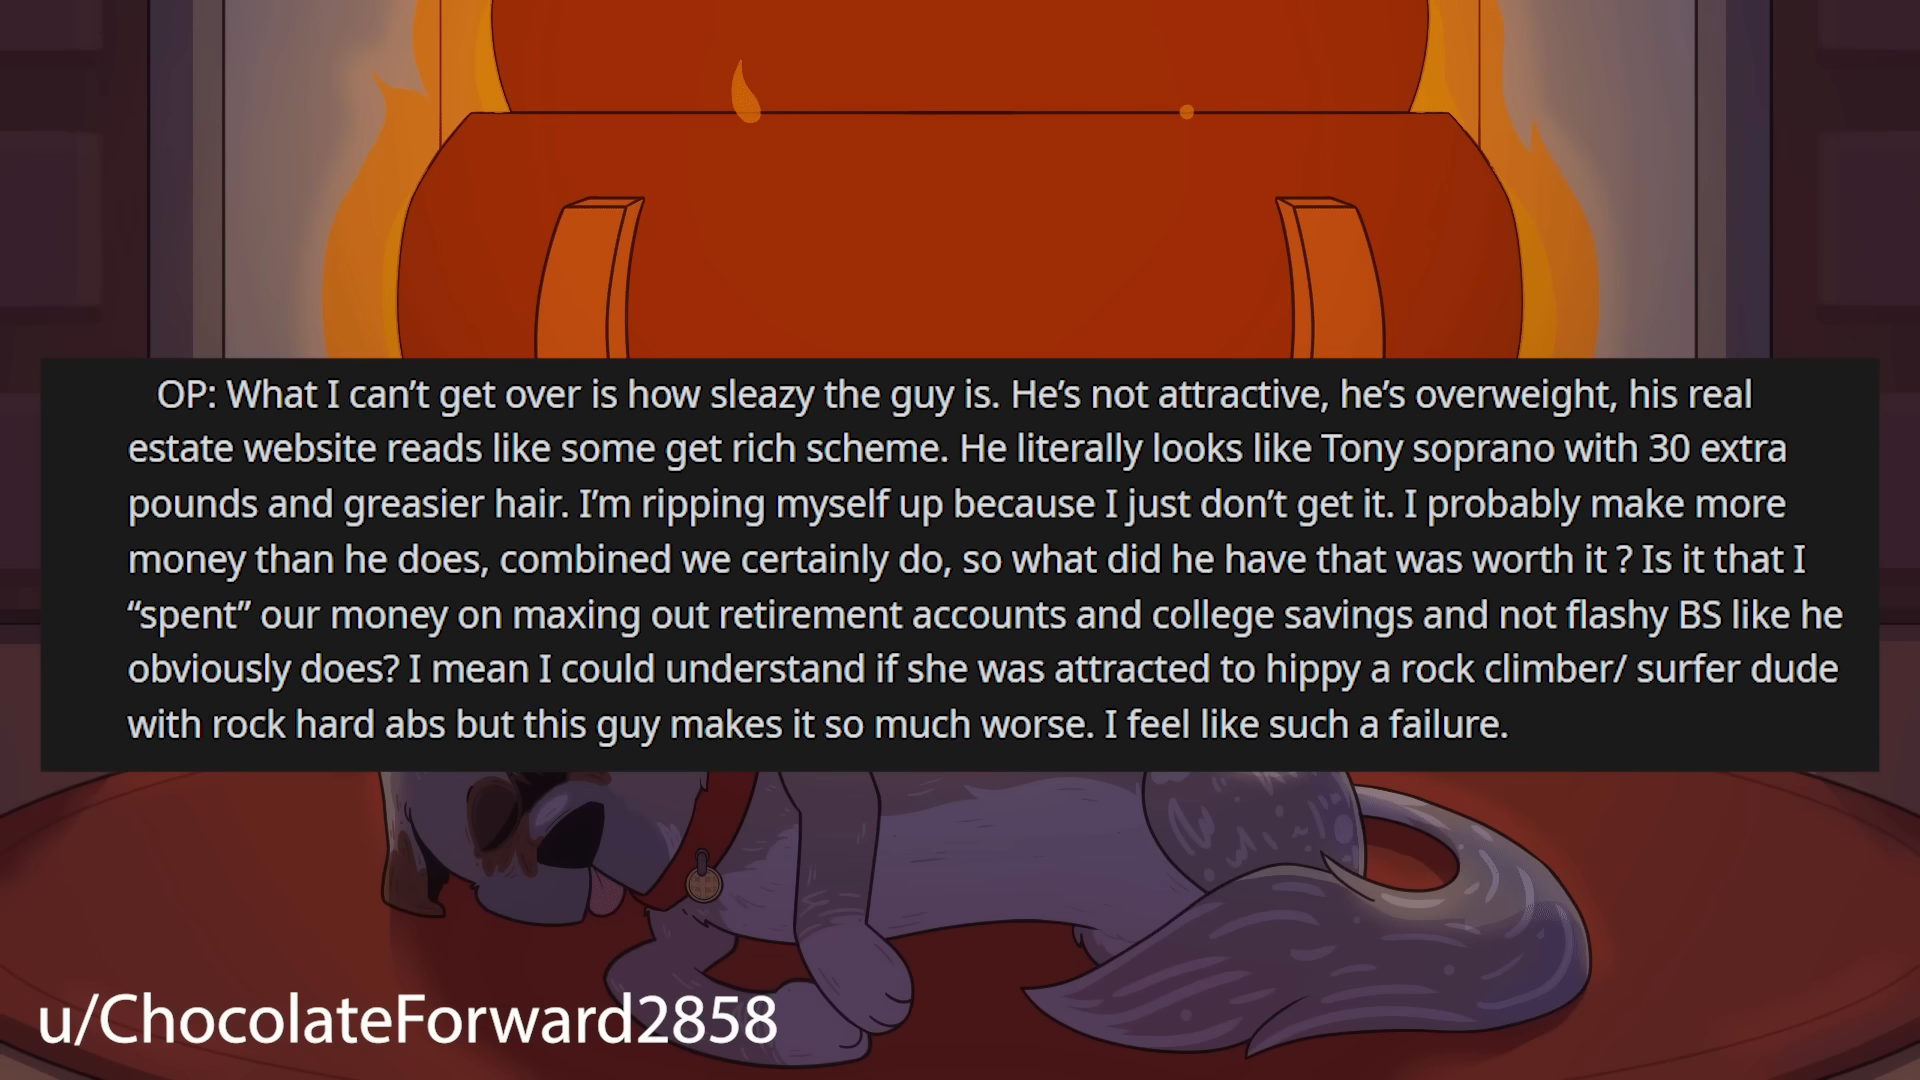 OP: What I can’t get over is how sleazy the guy is. He’s not attractive, he’s overweight, his real
estate website reads like some get rich scheme. He literally looks like Tony soprano with 30 extra
pounds and greasier hair. I’m ripping myself up because I just don’t get it. I probably make more
money than he does, combined we certainly do, so what did he have that was worth it ? Is it that I
“spent” our money on maxing out retirement accounts and college savings and not flashy BS like he
obviously does? I mean I could understand if she was attracted to hippy a rock climber/ surfer dude
with rock hard abs but this guy makes it so much worse. I feel like such a failure.
u/ChocolateForward2858